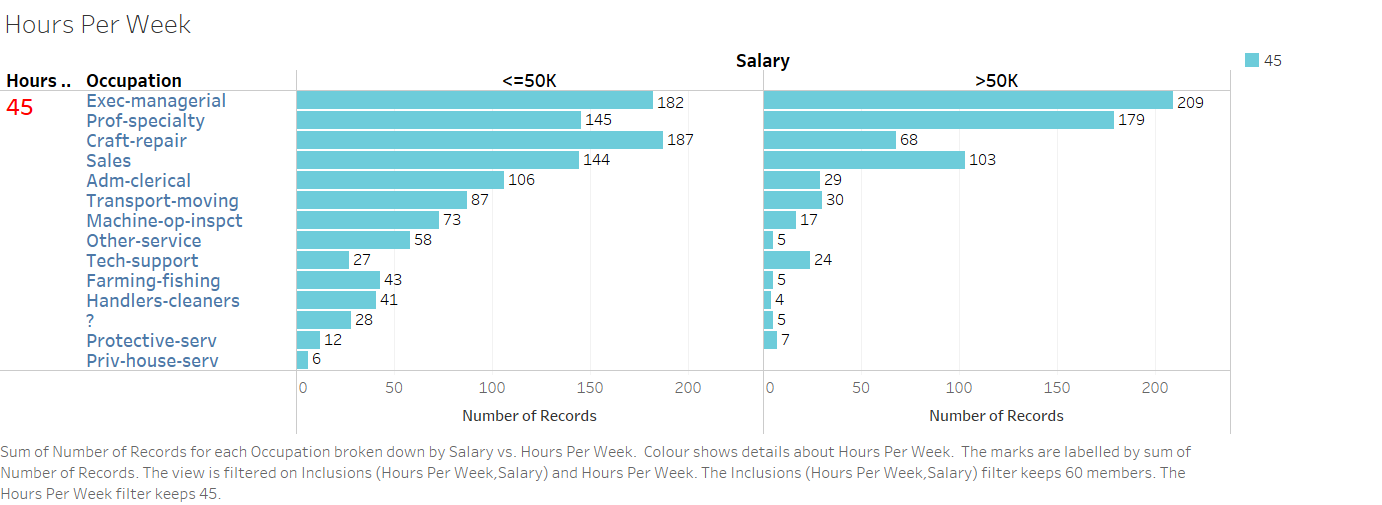 Hours Per Week
Salary
45
Hours .. Occupation <=50K >50K
45
Exec-managerial 182 209
Prof-specialty 145 179
Craft-repair 187 68
Sales 144 103
Adm-clerical 106 29
Transport-moving 87 30
Machine-op-inspct 73 17
Other-service 58 5
Tech-support 27 24
Farming-fishing 43 5
Handlers-cleaners 41 4
? 28 5
Protective-serv 12 7
Priv-house-serv 6
0 50 100 150 200 0 50 100 150 200
Number of Records Number of Records
Sum of Number of Records for each Occupation broken down by Salary vs. Hours Per Week.  Colour shows details about Hours Per Week.  The marks are labelled by sum of
Number of Records. The view is filtered on Inclusions (Hours Per Week,Salary) and Hours Per Week. The Inclusions (Hours Per Week,Salary) filter keeps 60 members. The
Hours Per Week filter keeps 45.